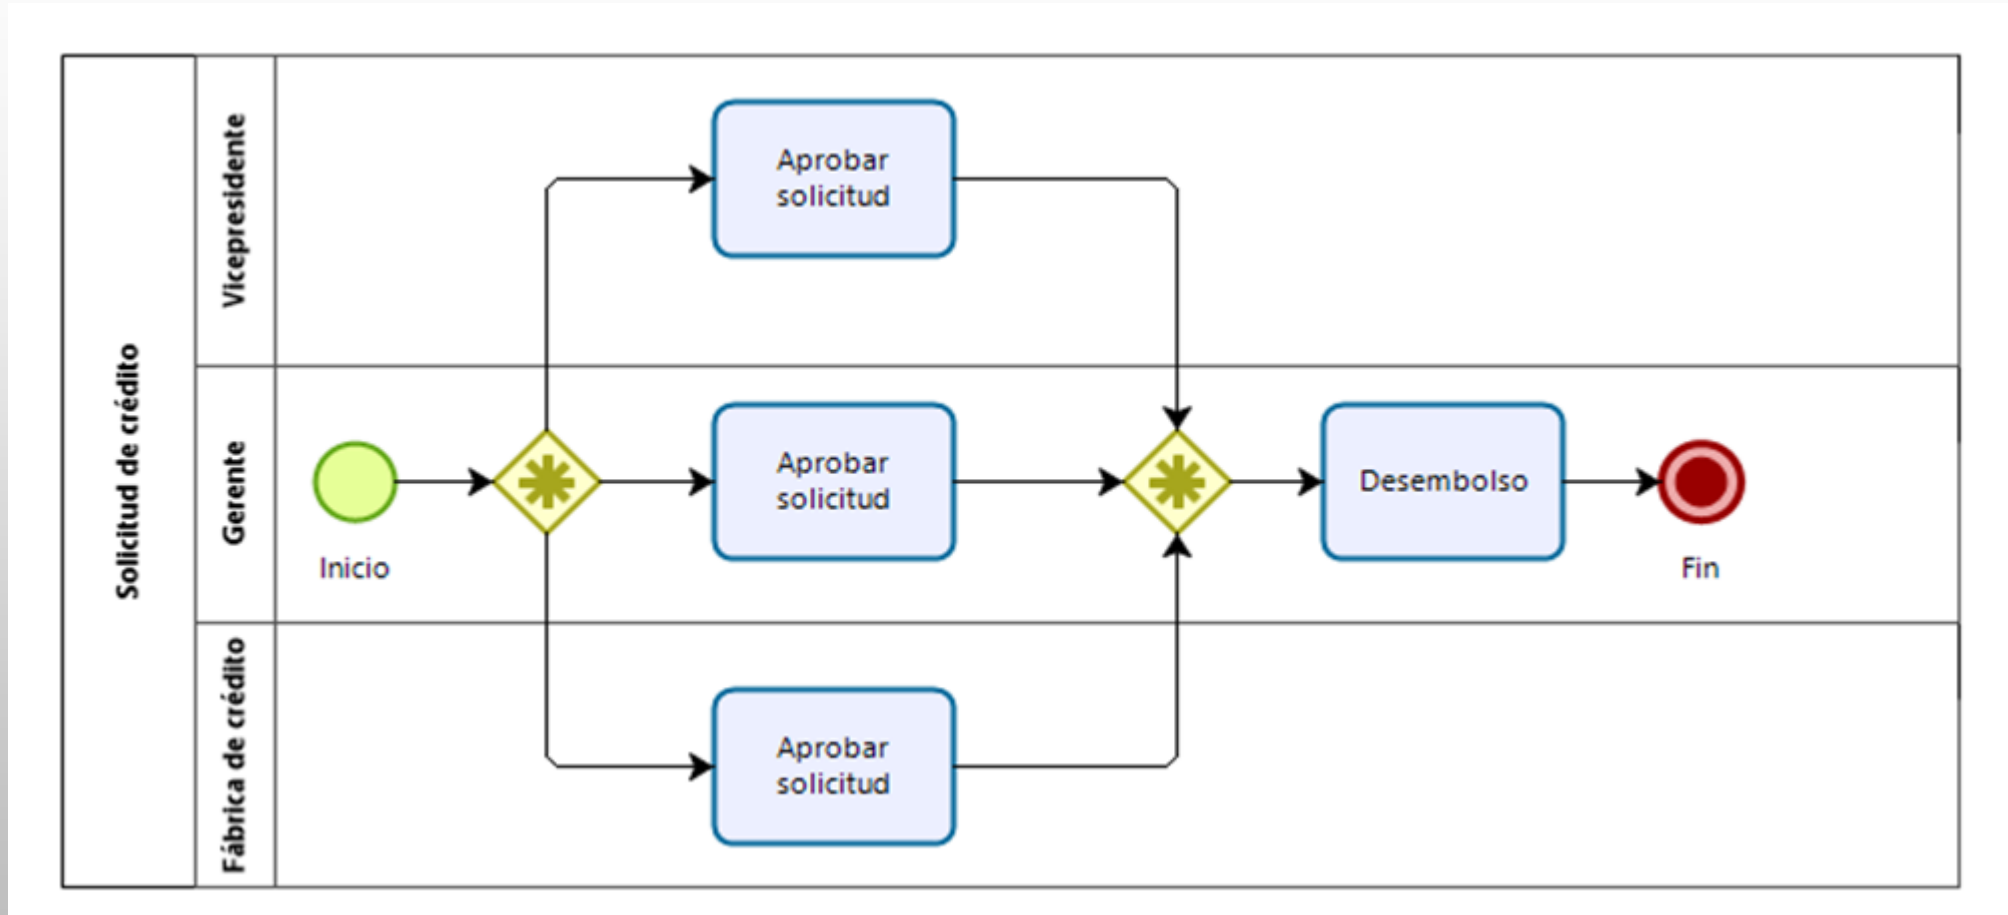 Solicitud de crédito
Vicepresidente
Aprobar
solicitud
Gerente
Inicio
Aprobar
solicitud
Desembolso
Fin
Fábrica de crédito
Aprobar
solicitud